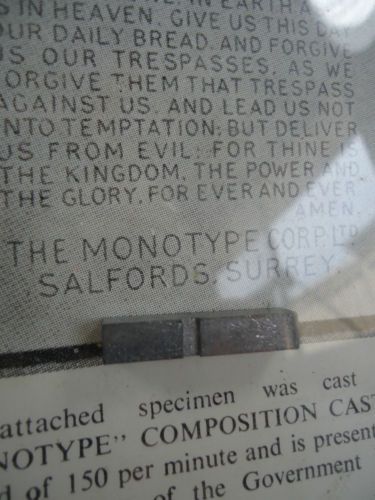 IN HEAVEN. GIVE US THIS DAY
OUR DAILY BREAD. AND FORGIVE
US OUR TRESPASSES, AS WE
FORGIVE THEM THAT TRESPASS
AGAINST US. AND LEAD US NOT
INTO TEMPTATION; BUT DELIVER
US FROM EVIL: FOR THINE IS
THE KINGDOM, THE POWER AND
THE GLORY, FOR EVER AND EVER
AMEN.
THE MONOTYPE CORP. LTD.
SALFORDS, SURREY.
attached specimen was cast
NOTYPE" COMPOSITION CAST
d of 150 per minute and is present
of the Government